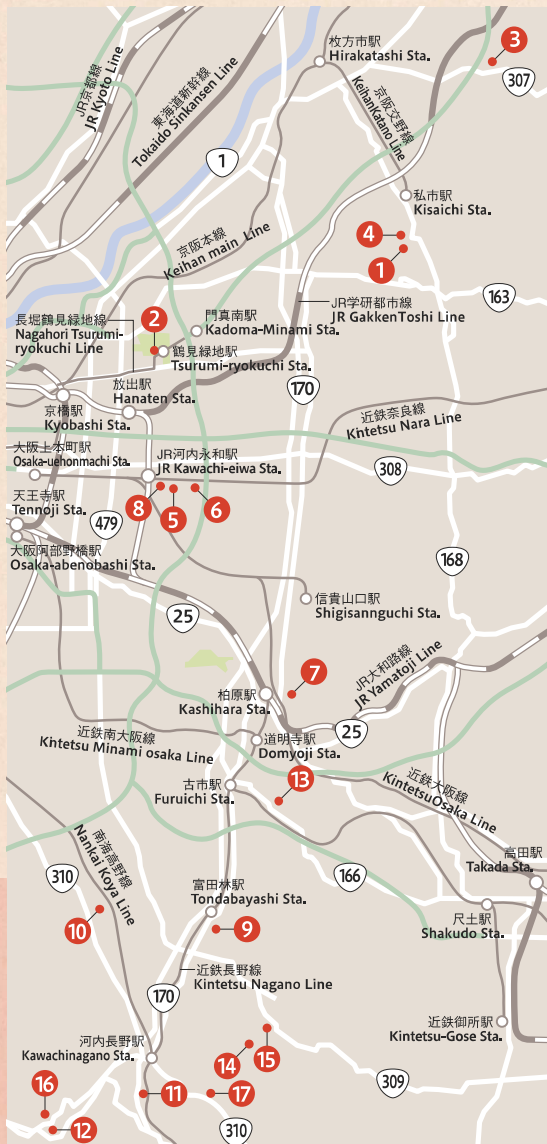 枚方市駅
Hirakatashi Sta.
3
307
JR京都線
JR Kyoto Line
東海道新幹線
Tokaido Sinkansen Line
京阪交野線
KeihanKatano Line
1
私市駅
Kisaichi Sta.
4
1
京阪本線
Keihan main Line
163
JR学研都市線
JR GakkenToshi Line
長堀鶴見緑地線
Nagahori Tsurumi-
ryokuchi Line
2
門真南駅
Kadoma-Minami Sta.
鶴見緑地駅
Tsurumi-ryokuchi Sta.
170
放出駅
Hanaten Sta.
京橋駅
Kyobashi Sta.
近鉄奈良線
Kintetsu Nara Line
大阪上本町駅
Osaka-uehonmachi Sta.
JR河内永和駅
JR Kawachi-eiwa Sta.
308
天王寺駅
Tennoji Sta.
479
8
5
6
大阪阿部野橋駅
Osaka-abenobashi Sta.
168
信貴山口駅
Shigisannguchi Sta.
25
JR大和路線
JR Yamatoji Line
7
柏原駅
Kashihara Sta.
25
近鉄南大阪線
Kintetsu Minami osaka Line
道明寺駅
Domyoji Sta.
13
近鉄大阪線
KintetsuOsaka Line
古市駅
Furuichi Sta.
南海高野線
Nankai Koya Line
310
166
高田駅
Takada Sta.
10
富田林駅
Tondabayashi Sta.
尺土駅
Shakudo Sta.
9
近鉄長野線
Kintetsu Nagano Line
170
近鉄御所駅
Kintetsu-Gose Sta.
河内長野駅
Kawachinagano Sta.
14
15
16
11
17
309
12
310